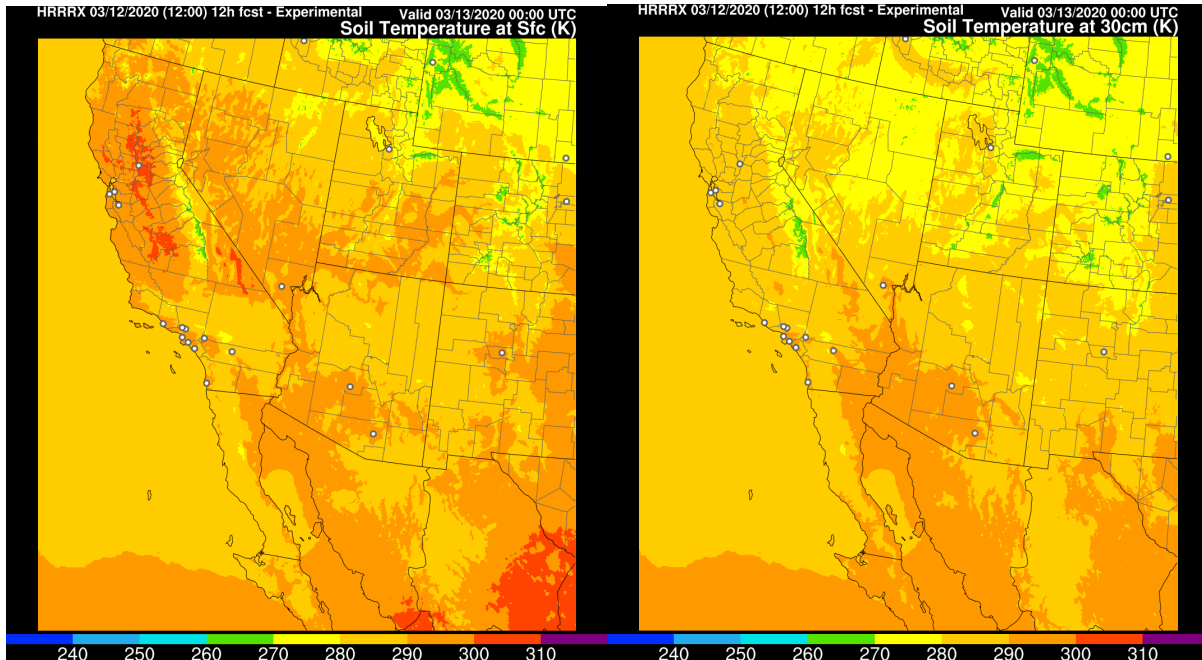 HRRRX 03/12/2020 (12:00) 12h fcst - Experimental Valid 03/13/2020 00:00 UTC
Soil Temperature at Sfc (K)
240 250 260 270 280 290 300 310
HRRRX 03/12/2020 (12:00) 12h fcst - Experimental Valid 03/13/2020 00:00 UTC
Soil Temperature at 30cm (K)
240 250 260 270 280 290 300 310